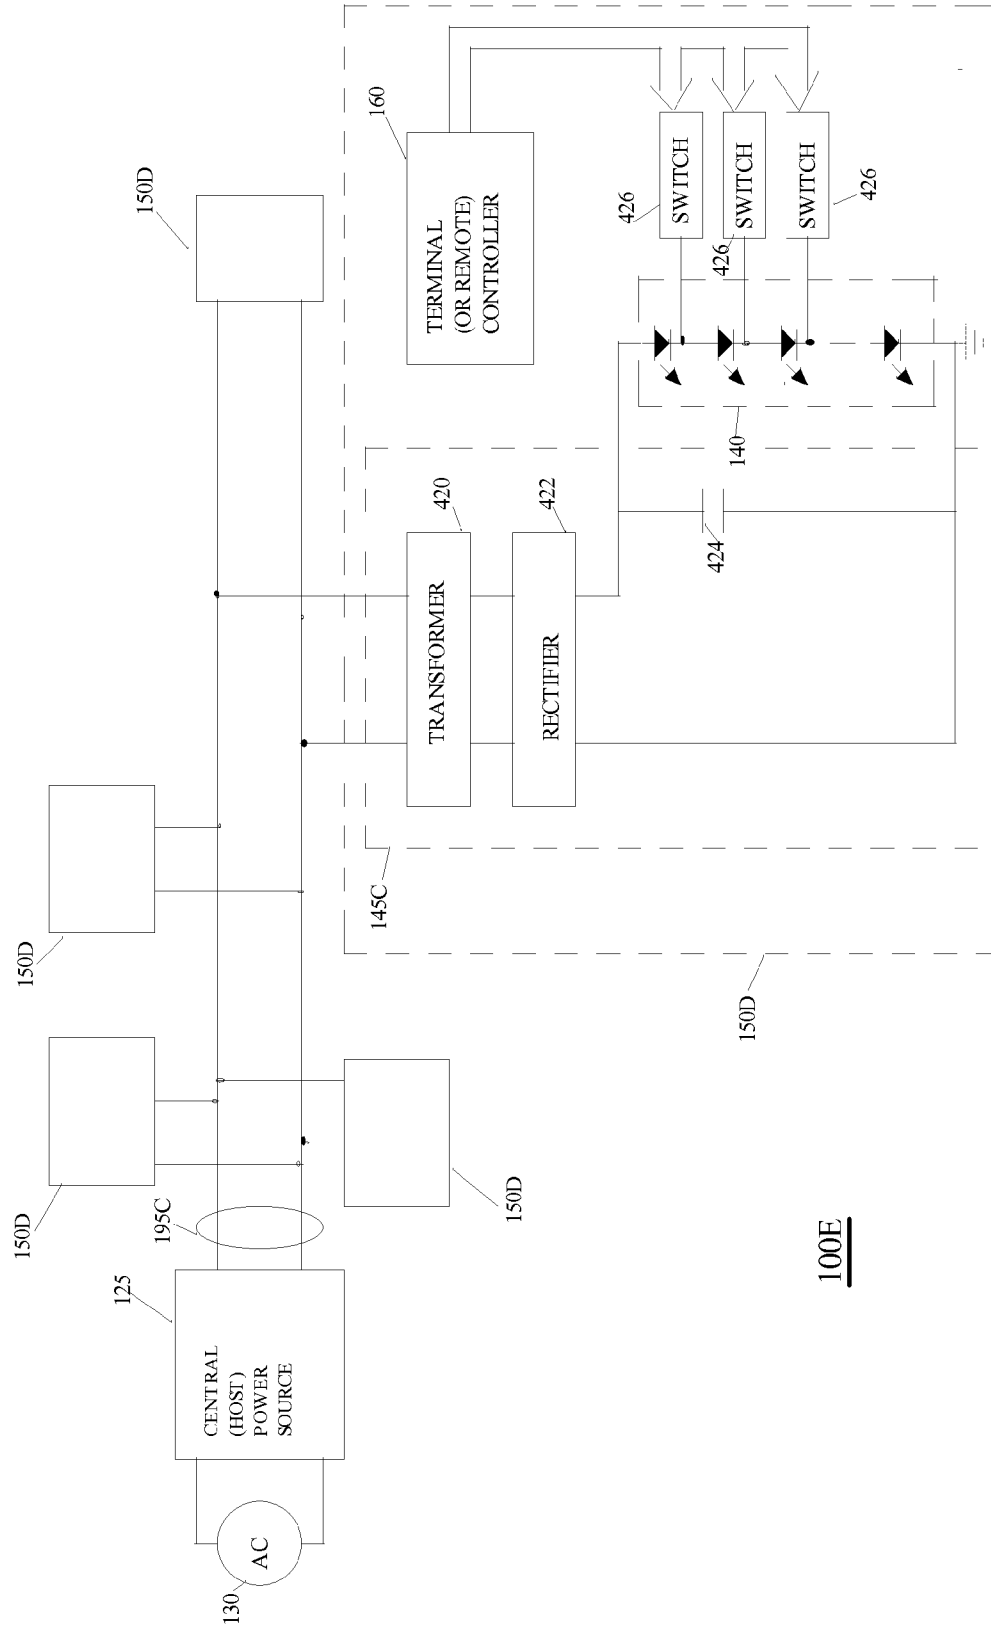 130
AC
125
CENTRAL
(HOST)
POWER
SOURCE
195C
150D
150D
150D
150D
150D
145C
TRANSFORMER
420
RECTIFIER
422
424
140
160
TERMINAL
(OR REMOTE)
CONTROLLER
426
SWITCH
426
SWITCH
426
SWITCH
100E